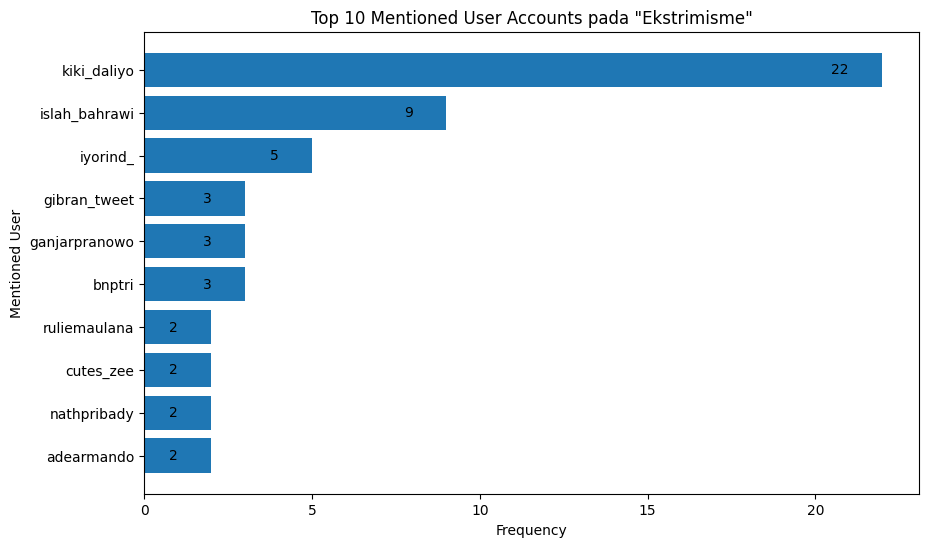 Top 10 Mentioned User Accounts pada "Ekstrimisme"
Mentioned User
kiki_daliyo 22
islah_bahrawi 9
iyorind_ 5
gibran_tweet 3
ganjarpranowo 3
bnptri 3
ruliemaulana 2
cutes_zee 2
nathpribady 2
adearmando 2
0 5 10 15 20
Frequency